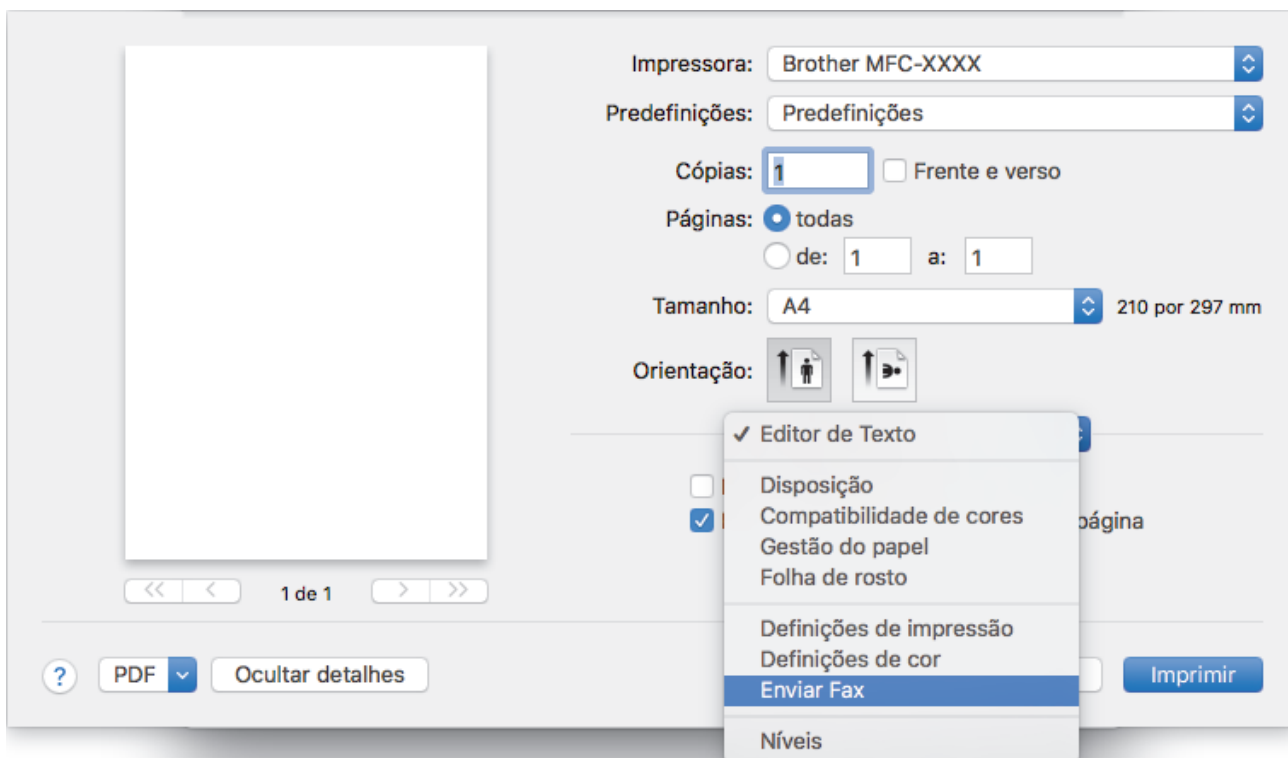 Impressora: Brother MFC-XXXX
Predefinições: Predefinições
Cópias: 1 Frente e verso
Páginas: todas
de: 1 a: 1
Tamanho: A4 210 por 297 mm
Orientação:
✓ Editor de Texto
Disposição
Compatibilidade de cores
página
Gestão do papel
Folha de rosto
Definições de impressão
Definições de cor
Enviar Fax
Níveis
<< < 1 de 1 > >>
? PDF Ocultar detalhes Imprimir